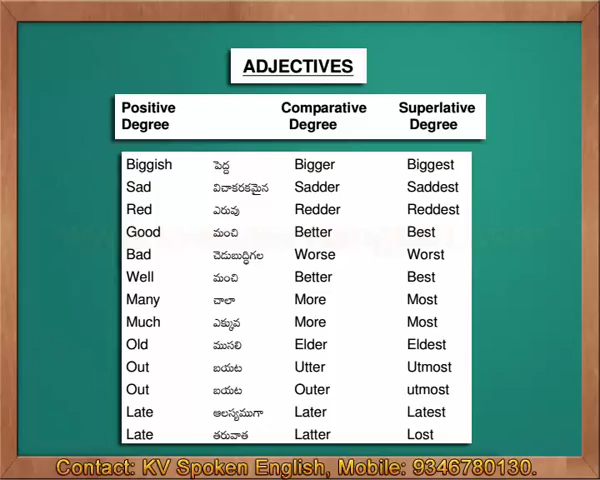 ADJECTIVES
Positive Degree Comparative Degree Superlative Degree
Biggish పెద్ద Bigger Biggest
Sad విచాకరకమైన Sadder Saddest
Red ఎరువు Redder Reddest
Good మంచి Better Best
Bad చెడుబుద్ధిగల Worse Worst
Well మంచి Better Best
Many చాలా More Most
Much ఎక్కువ More Most
Old ముసలి Elder Eldest
Out బయట Utter Utmost
Out బయట Outer utmost
Late ఆలస్యముగా Later Latest
Late తరువాత Latter Lost
Contact: KV Spoken English, Mobile: 9346780130.